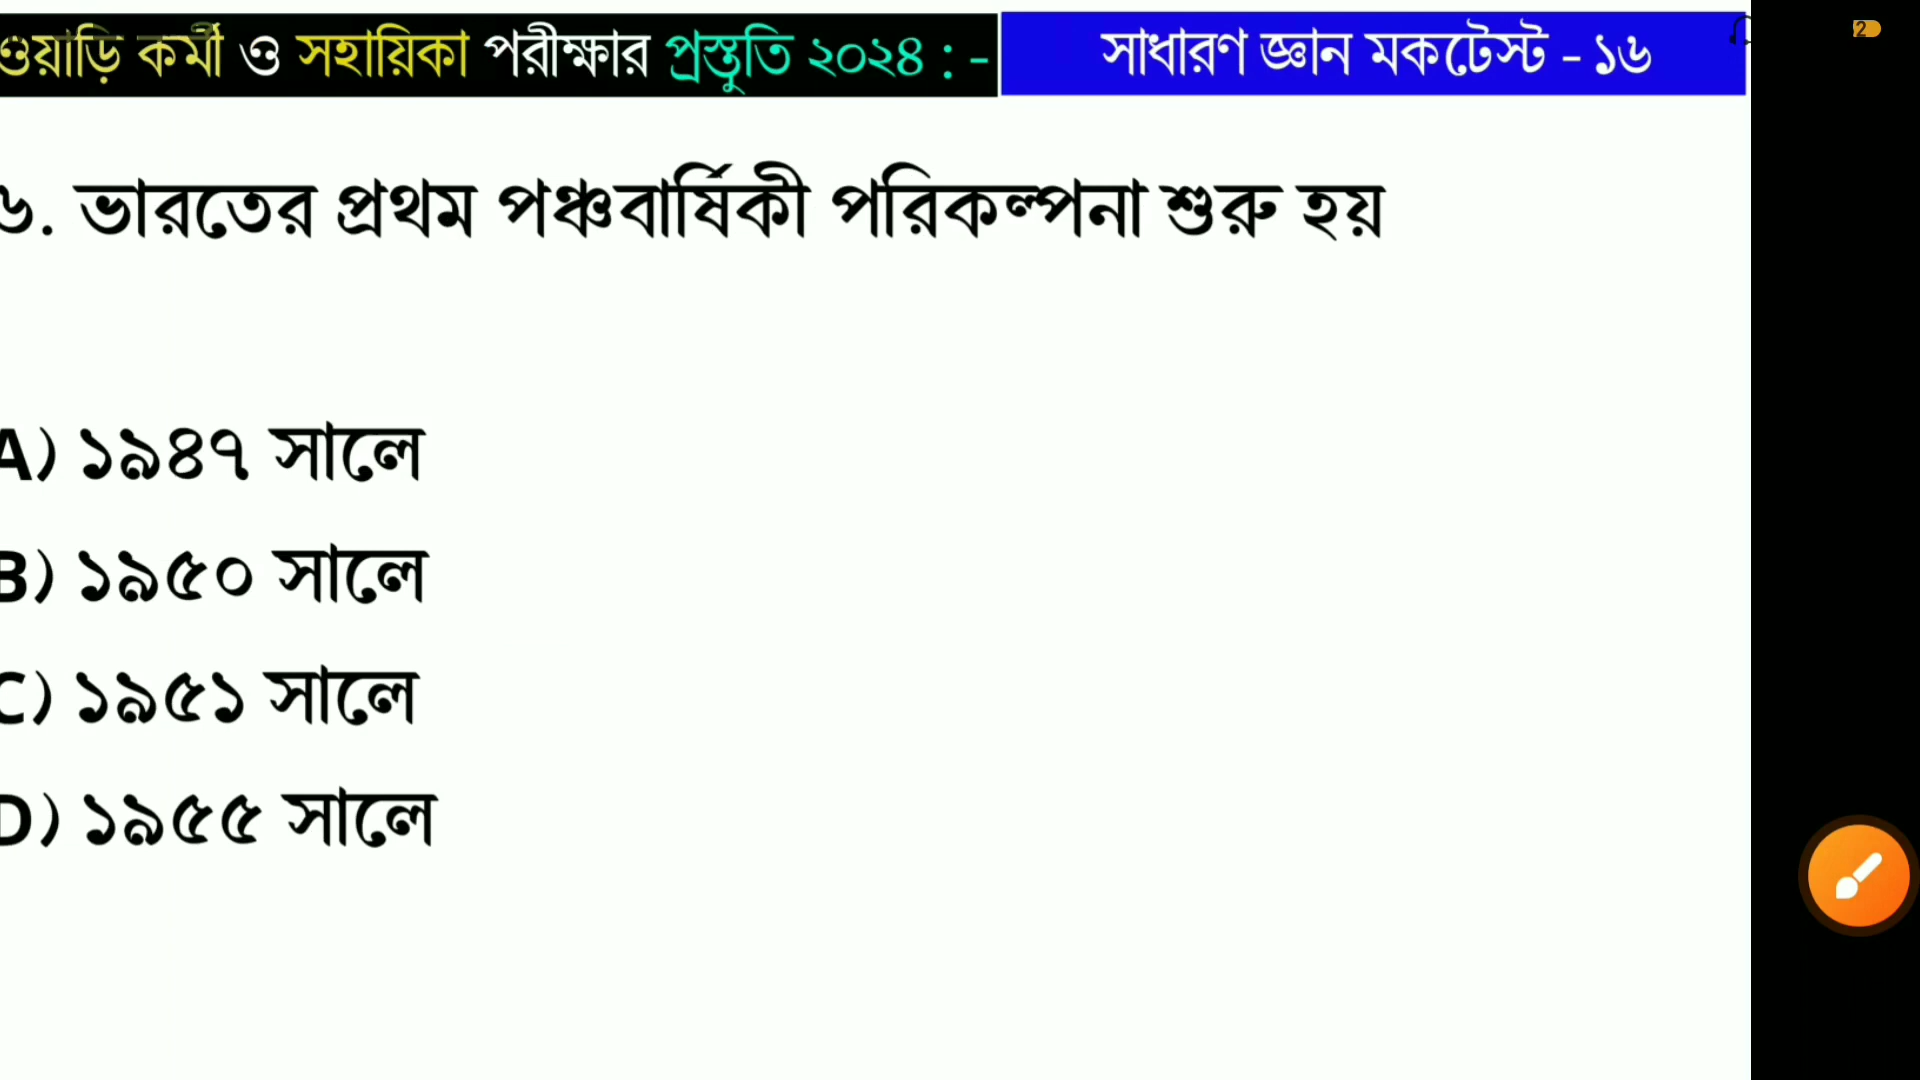 কর্মী ও সহায়িকা পরীক্ষার প্রস্তুতি ২০২৪ : - সাধারণ জ্ঞান মকটেস্ট - ১৬
৬. ভারতের প্রথম পঞ্চবার্ষিকী পরিকল্পনা শুরু হয়
A) ১৯৪৭ সালে
B) ১৯৫০ সালে
C) ১৯৫১ সালে
D) ১৯৫৫ সালে